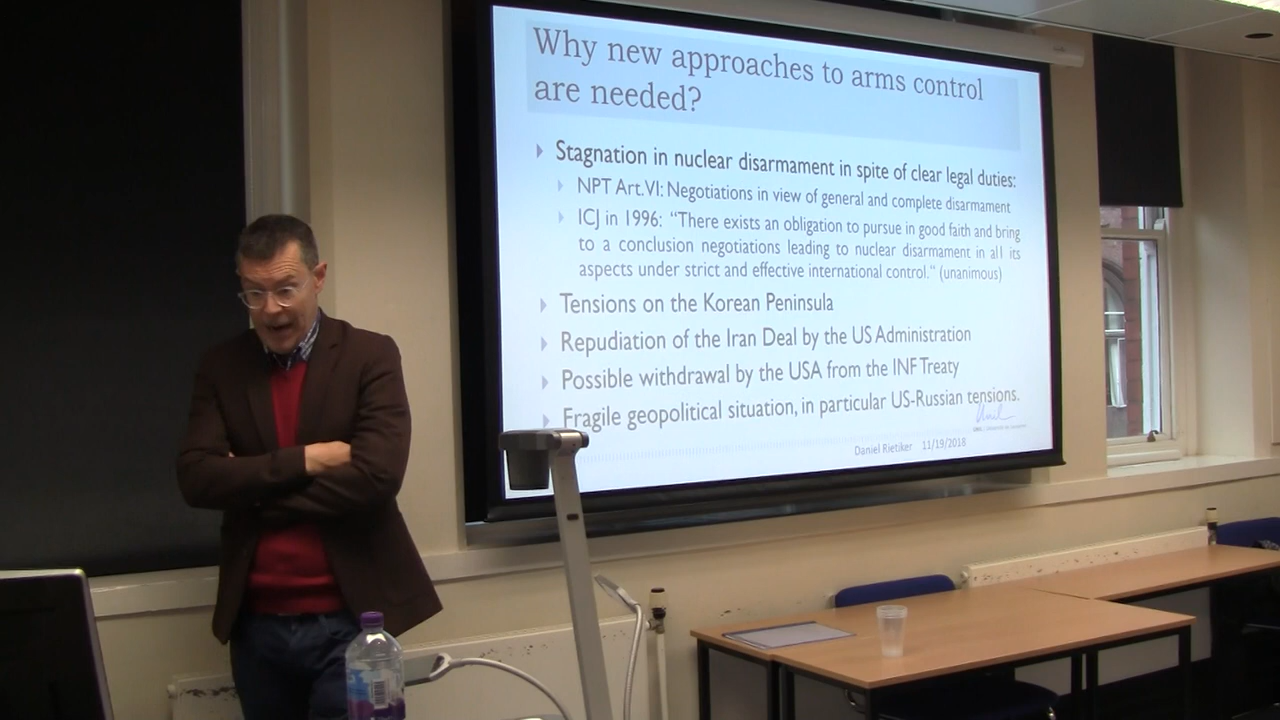 Why new approaches to arms control
are needed?
Stagnation in nuclear disarmament in spite of clear legal duties:
NPT Art. VI: Negotiations in view of general and complete disarmament
ICJ in 1996: “There exists an obligation to pursue in good faith and bring
to a conclusion negotiations leading to nuclear disarmament in all its
aspects under strict and effective international control.” (unanimous)
Tensions on the Korean Peninsula
Repudiation of the Iran Deal by the US Administration
Possible withdrawal by the USA from the INF Treaty
Fragile geopolitical situation, in particular US-Russian tensions.
Unil
Daniel Rietiker 11/19/2018